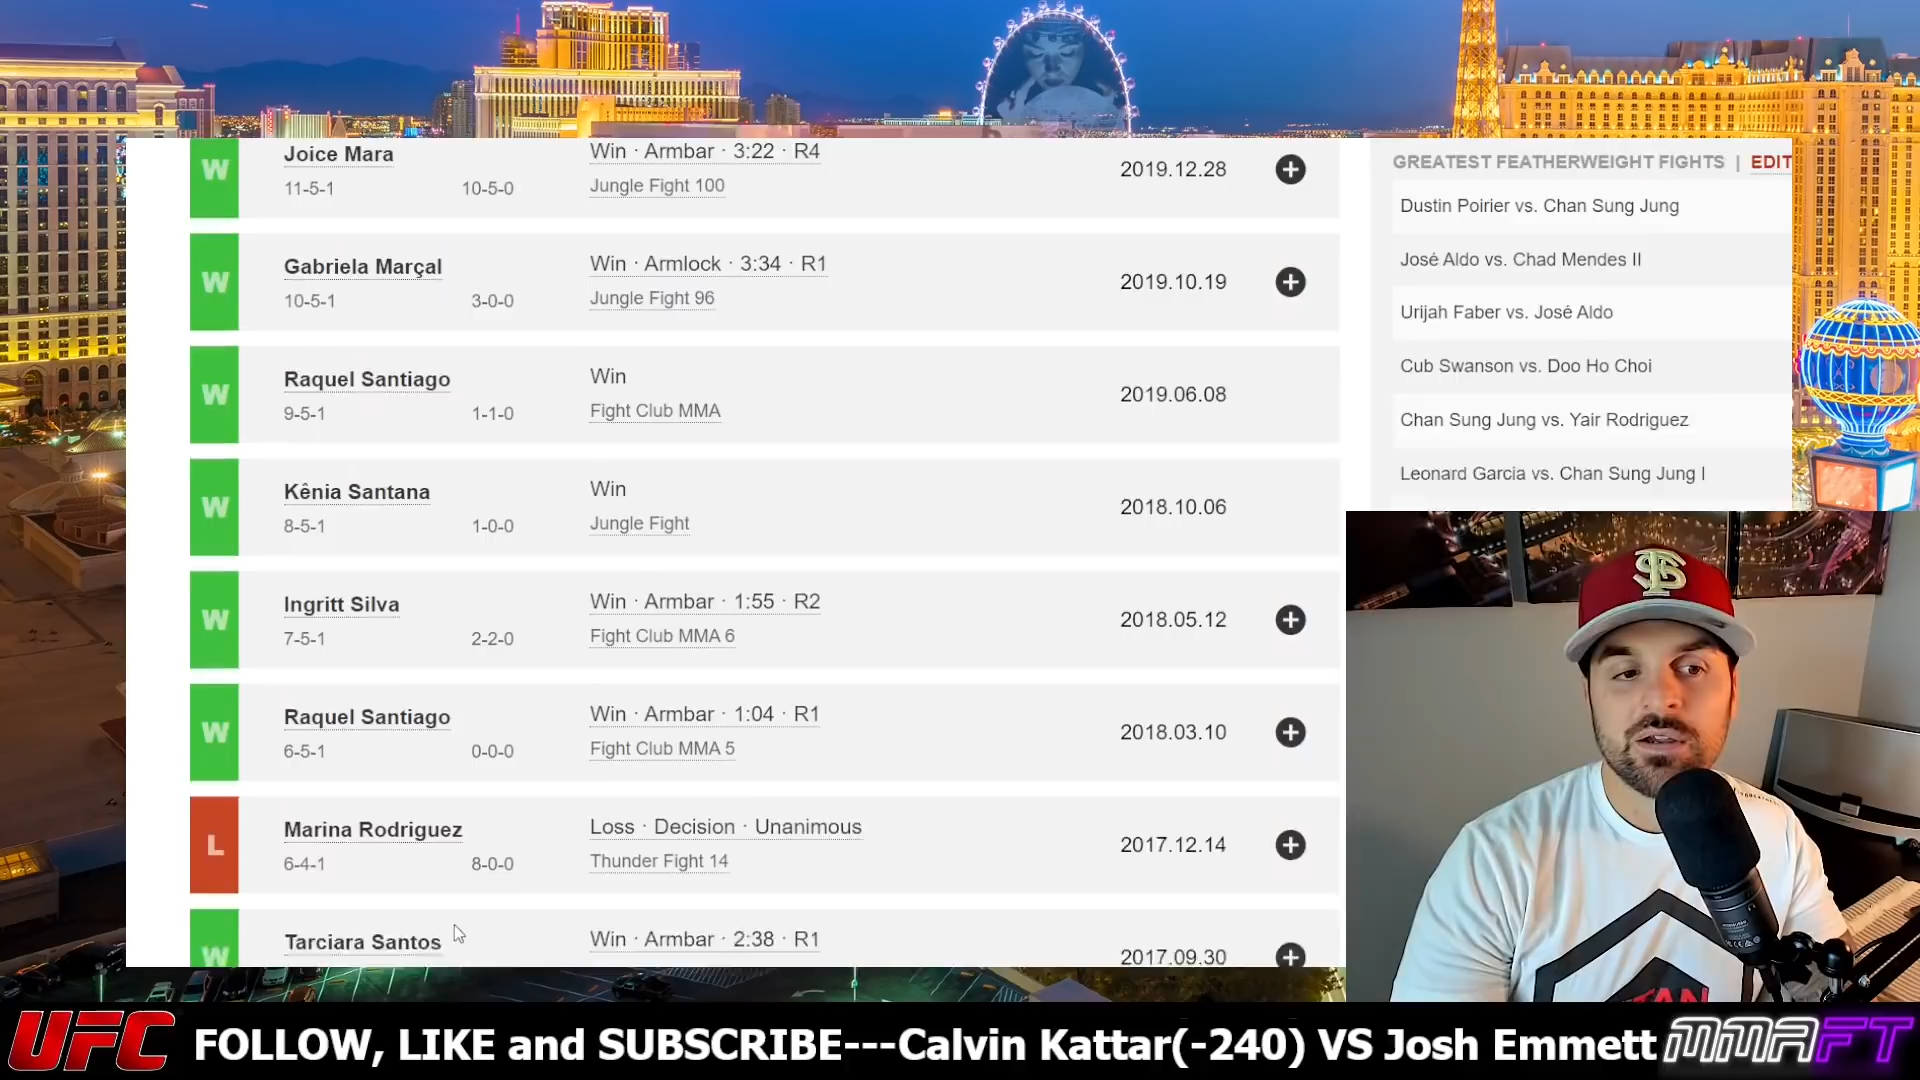 W
Joice Mara
Win · Armbar · 3:22 · R4
11-5-1
10-5-0
Jungle Fight 100
2019.12.28
W
Gabriela Marçal
Win · Armlock · 3:34 · R1
10-5-1
3-0-0
Jungle Fight 96
2019.10.19
W
Raquel Santiago
Win
9-5-1
1-1-0
Fight Club MMA
2019.06.08
W
Kênia Santana
Win
8-5-1
1-0-0
Jungle Fight
2018.10.06
W
Ingritt Silva
Win · Armbar · 1:55 · R2
7-5-1
2-2-0
Fight Club MMA 6
2018.05.12
W
Raquel Santiago
Win · Armbar · 1:04 · R1
6-5-1
0-0-0
Fight Club MMA 5
2018.03.10
L
Marina Rodriguez
Loss · Decision · Unanimous
6-4-1
8-0-0
Thunder Fight 14
2017.12.14
W
Tarciara Santos
Win · Armbar · 2:38 · R1
2017.09.30
GREATEST FEATHERWEIGHT FIGHTS | EDIT
Dustin Poirier vs. Chan Sung Jung
José Aldo vs. Chad Mendes II
Urijah Faber vs. José Aldo
Cub Swanson vs. Doo Ho Choi
Chan Sung Jung vs. Yair Rodriguez
Leonard Garcia vs. Chan Sung Jung I
FS
UFC FOLLOW, LIKE and SUBSCRIBE---Calvin Kattar(-240) VS Josh Emmett MMAFT